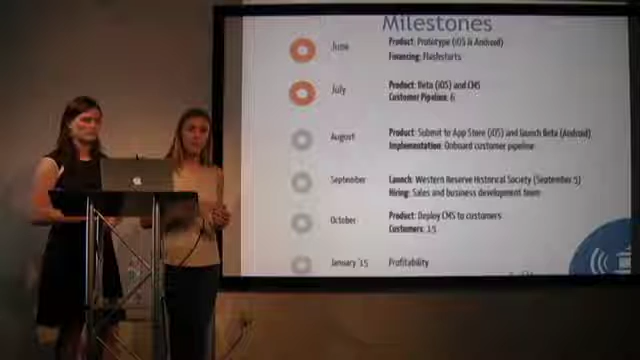 Milestones
June
Product: Prototype (iOS & Android)
Financing: Flashstarts
July
Product: Beta (iOS) and CMS
Customer Pipeline: 6
August
Product: Submit to App Store (iOS) and launch Beta (Android)
Implementation: Onboard customer pipeline
September
Launch: Western Reserve Historical Society (September 5)
Hiring: Sales and business development team
October
Product: Deploy CMS to customers
Customers: 15
January '15
Profitability